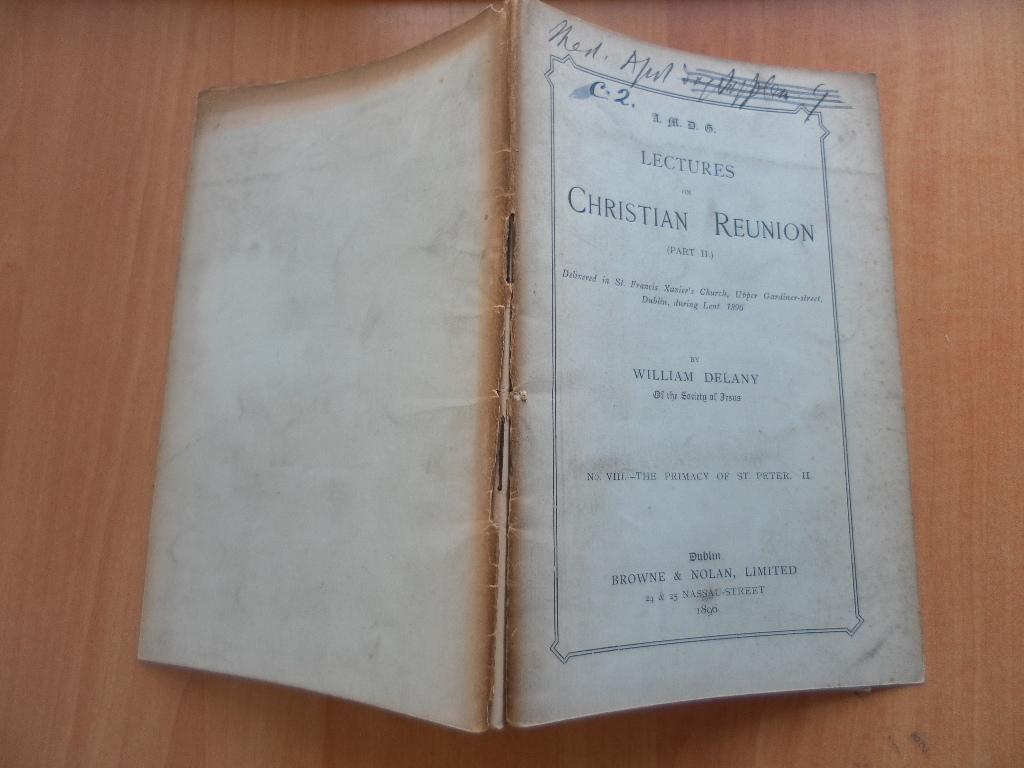 Wed. April
C. 2.
A. M. D. G.
LECTURES
ON
CHRISTIAN REUNION
(PART II.)
Delivered in St. Francis Xavier's Church, Upper Gardiner-street,
Dublin, during Lent 1896
BY
WILLIAM DELANY
Of the Society of Jesus
No. VIII.—THE PRIMACY OF ST. PETER. II.
Dublin
BROWNE & NOLAN, LIMITED
24 & 25 NASSAU-STREET
1896